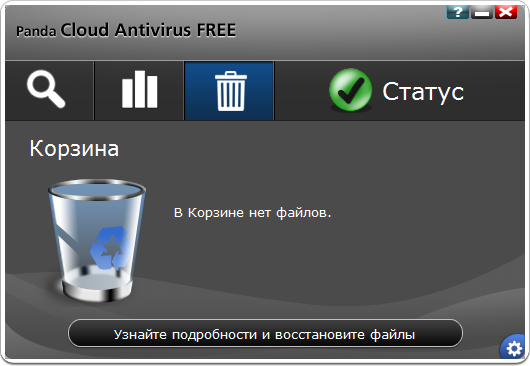 Panda Cloud Antivirus FREE
?
Статус
Корзина
В Корзине нет файлов.
Узнайте подробности и восстановите файлы